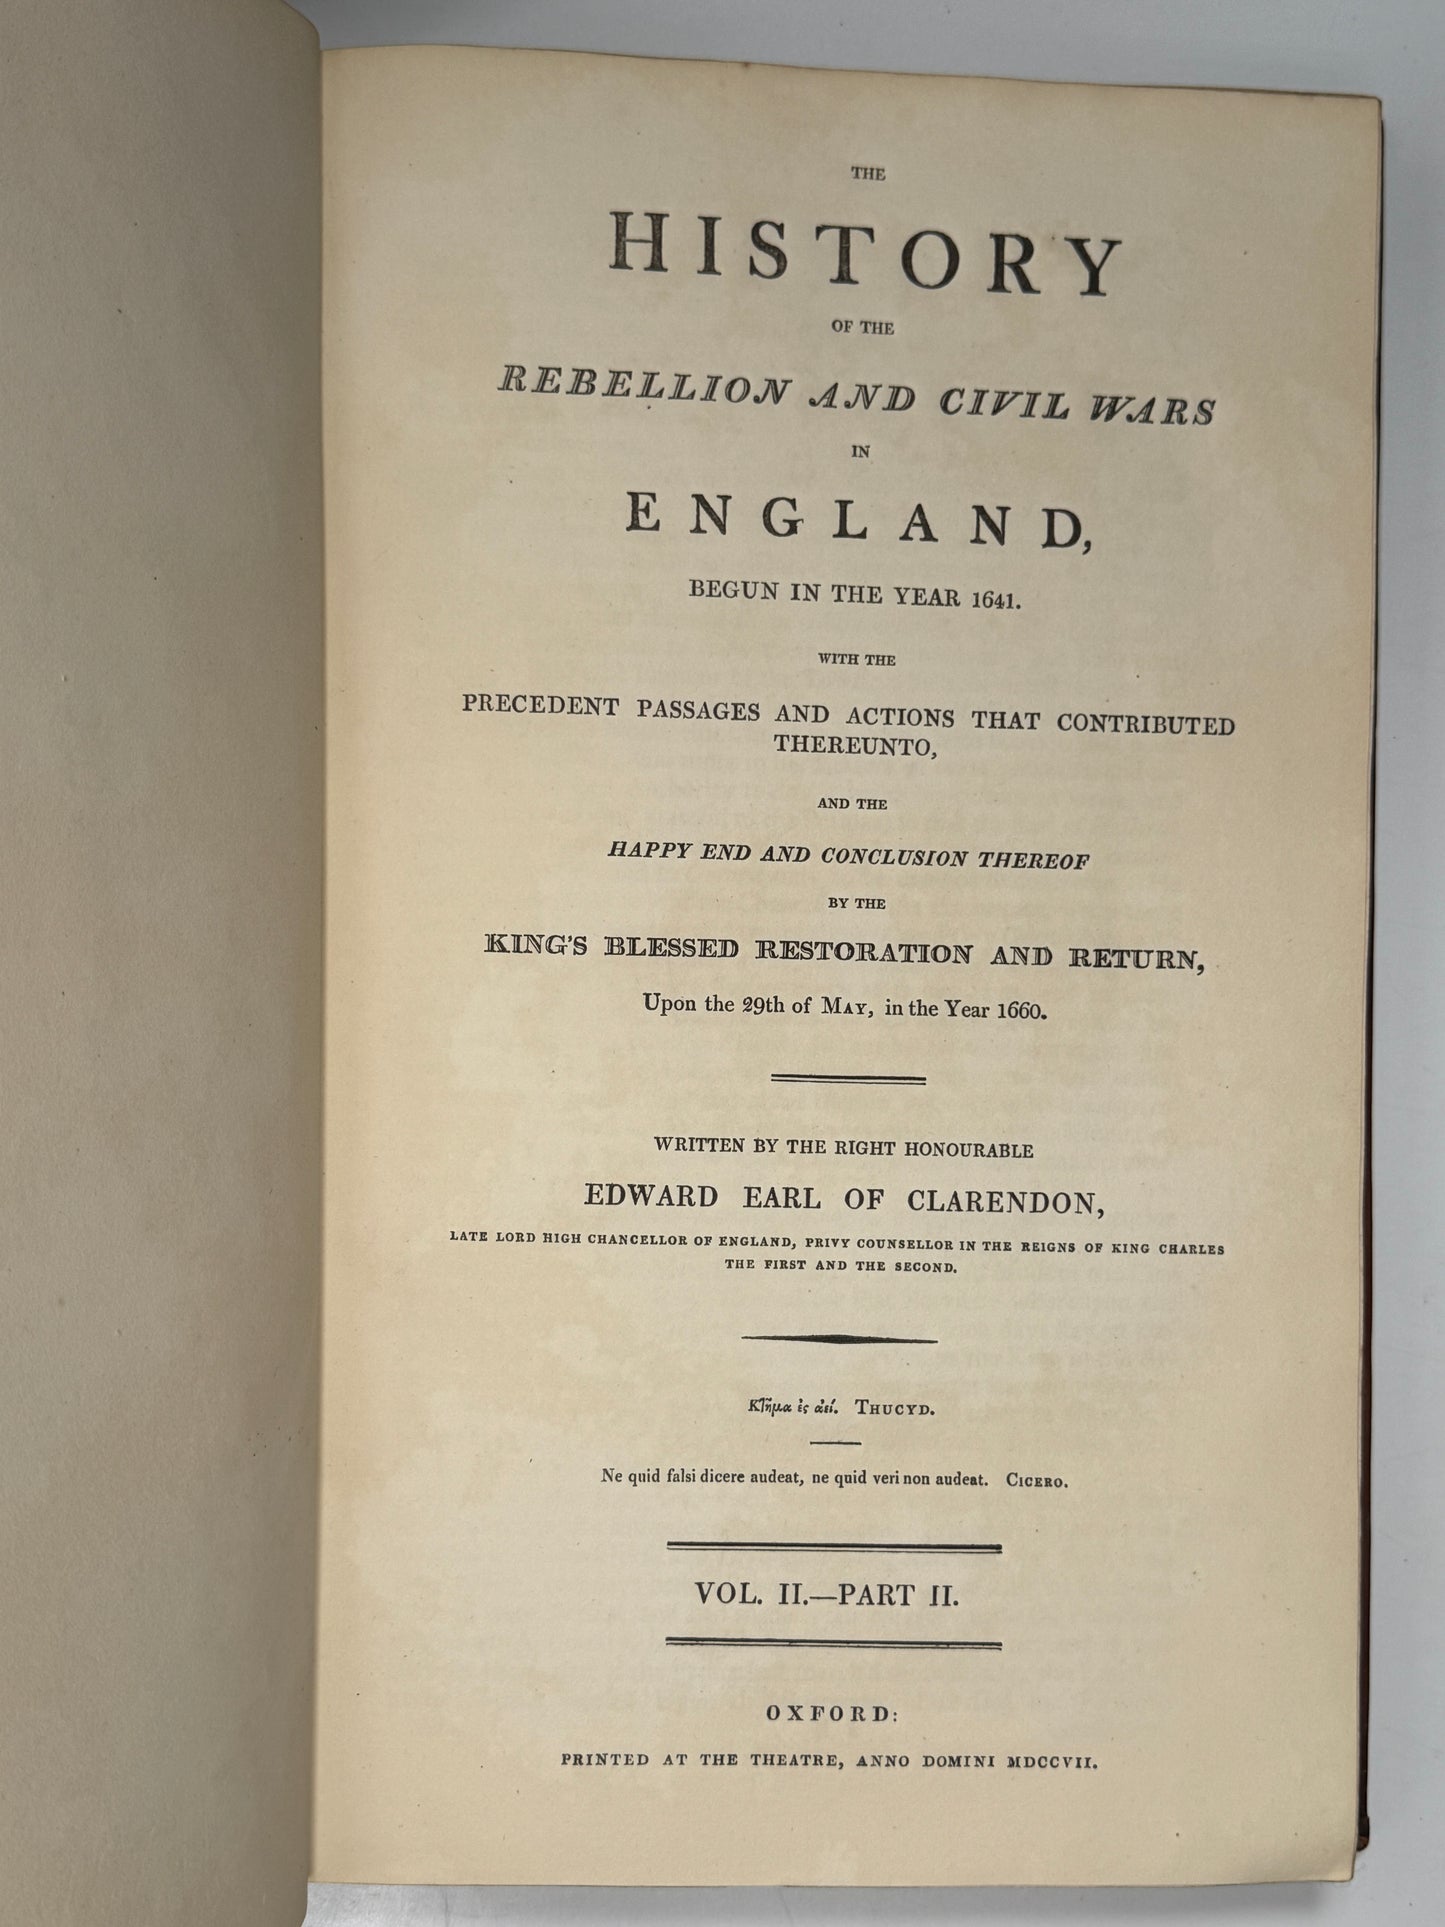 THE
HISTORY
OF THE
REBELLION AND CIVIL WARS
IN
ENGLAND,
BEGUN IN THE YEAR 1641.
WITH THE
PRECEDENT PASSAGES AND ACTIONS THAT CONTRIBUTED
THEREUNTO,
AND THE
HAPPY END AND CONCLUSION THEREOF
BY THE
KING'S BLESSED RESTORATION AND RETURN,
Upon the 29th of MAY, in the Year 1660.
WRITTEN BY THE RIGHT HONOURABLE
EDWARD EARL OF CLARENDON,
LATE LORD HIGH CHANCELLOR OF ENGLAND, PRIVY COUNSELLOR IN THE REIGNS OF KING CHARLES
THE FIRST AND THE SECOND.
Κτῆμα ἐς ἀεί. THUCYD.
Ne quid falsi dicere audeat, ne quid veri non audeat. CICERO.
VOL. II.—PART II.
OXFORD:
PRINTED AT THE THEATRE, ANNO DOMINI MDCCVII.